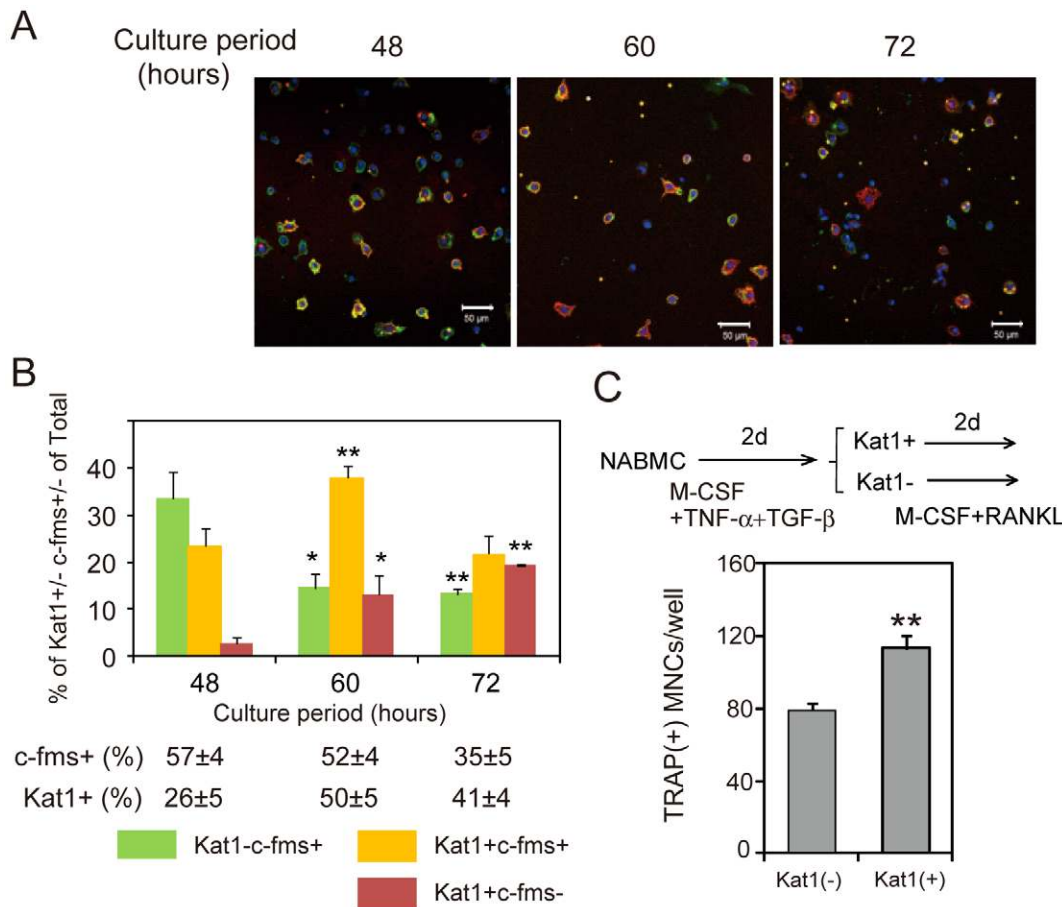 A
Culture period
(hours)
48
60
72
50 µm
50 µm
50 µm
B
% of Kat1+/- c-fms+/- of Total
40
30
20
10
0
**
*
*
**
**
48
60
72
Culture period (hours)
c-fms+ (%) 57±4 52±4 35±5
Kat1+ (%) 26±5 50±5 41±4
Kat1-c-fms+
Kat1+c-fms+
Kat1+c-fms-
C
NABMC
2d
M-CSF
+TNF-α+TGF-β
Kat1+
Kat1-
2d
M-CSF+RANKL
TRAP(+) MNCs/well
160
120
80
40
0
**
Kat1(-)
Kat1(+)